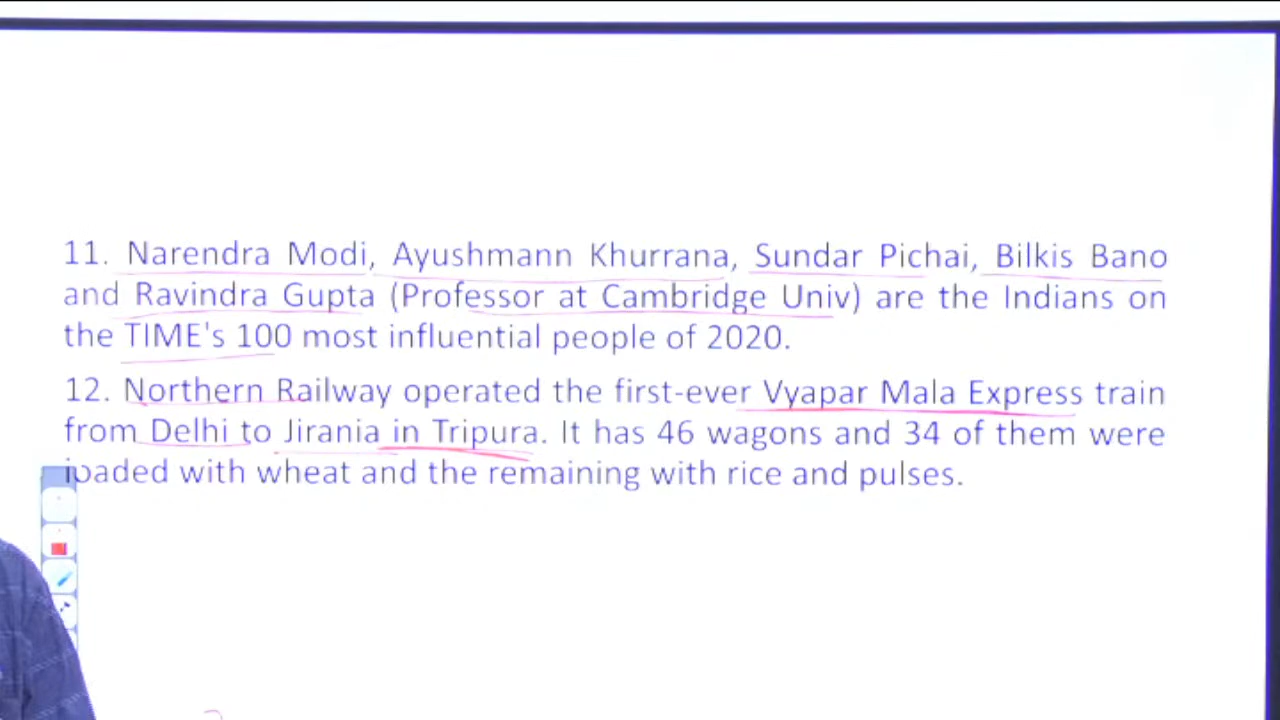 11. Narendra Modi, Ayushmann Khurrana, Sundar Pichai, Bilkis Bano
and Ravindra Gupta (Professor at Cambridge Univ) are the Indians on
the TIME's 100 most influential people of 2020.
12. Northern Railway operated the first-ever Vyapar Mala Express train
from Delhi to Jirania in Tripura. It has 46 wagons and 34 of them were
loaded with wheat and the remaining with rice and pulses.